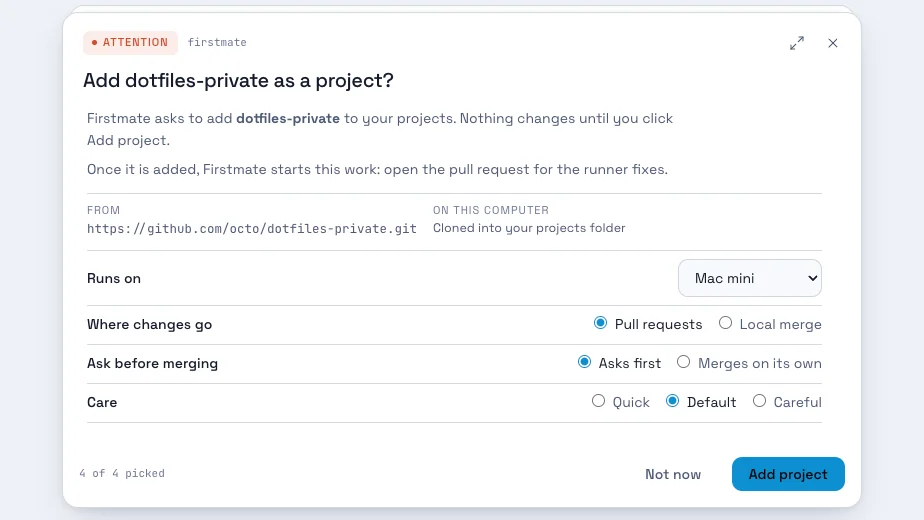 ATTENTION firstmate
Add dotfiles-private as a project?
Firstmate asks to add dotfiles-private to your projects. Nothing changes until you click
Add project.
Once it is added, Firstmate starts this work: open the pull request for the runner fixes.
FROM ON THIS COMPUTER
https://github.com/octo/dotfiles-private.git Cloned into your projects folder
Runs on Mac mini
Where changes go Pull requests Local merge
Ask before merging Asks first Merges on its own
Care Quick Default Careful
4 of 4 picked Not now Add project